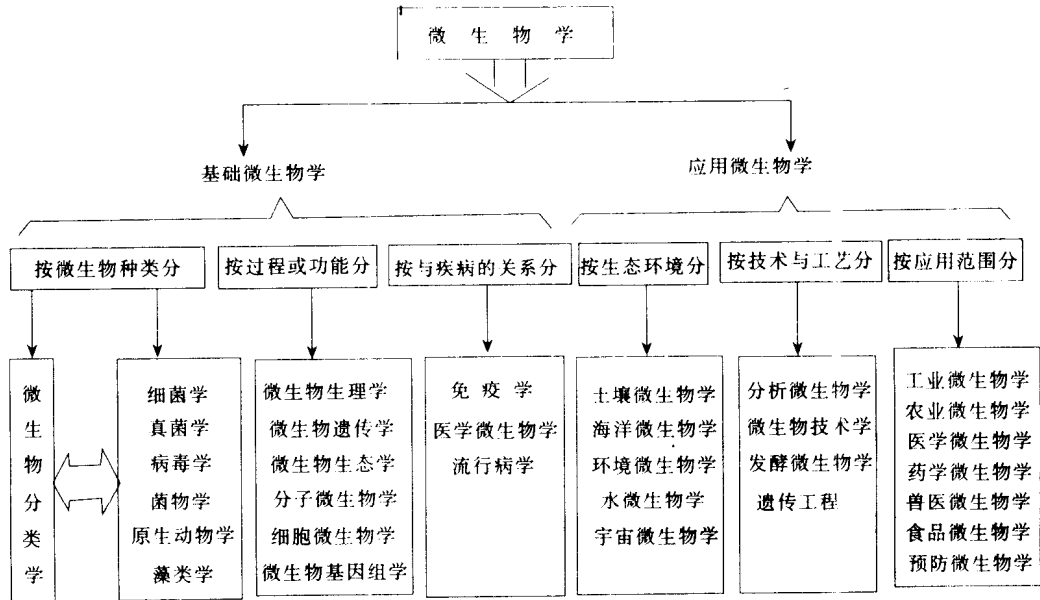 微生物学
基础微生物学
应用微生物学
按微生物种类分
按过程或功能分
按与疾病的关系分
按生态环境分
按技术与工艺分
按应用范围分
微生物分类学
细菌学
真菌学
病毒学
菌物学
原生动物学
藻类学
微生物生理学
微生物遗传学
微生物生态学
分子微生物学
细胞微生物学
微生物基因组学
免疫学
医学微生物学
流行病学
土壤微生物学
海洋微生物学
环境微生物学
水微生物学
宇宙微生物学
分析微生物学
微生物技术学
发酵微生物学
遗传工程
工业微生物学
农业微生物学
医学微生物学
药学微生物学
兽医微生物学
食品微生物学
预防微生物学